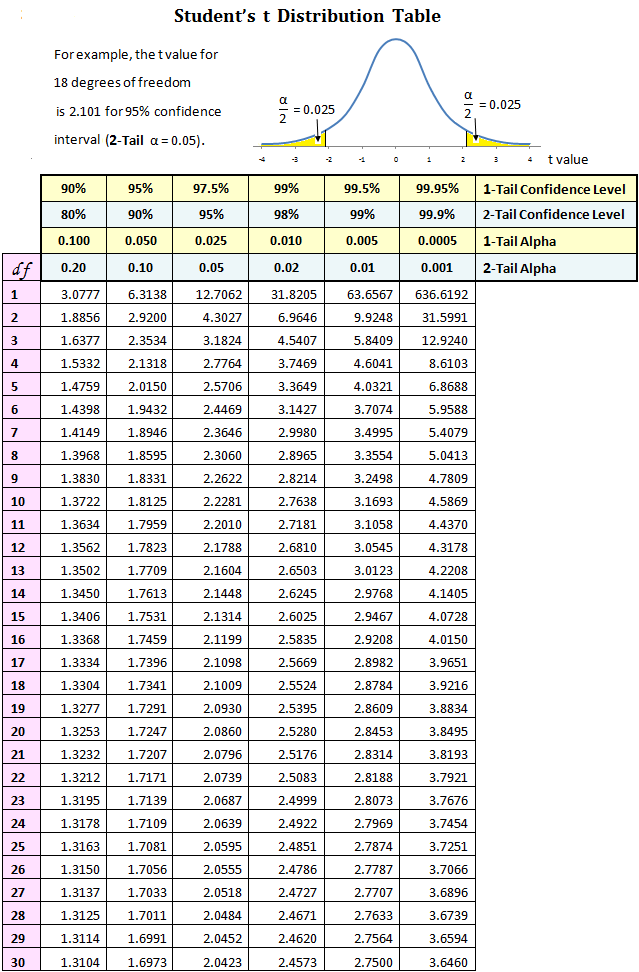 Student's t Distribution Table
For example, the t value for
18 degrees of freedom
is 2.101 for 95% confidence
interval (2-Tail α = 0.05).
α/2 = 0.025
α/2 = 0.025
-4 -3 -2 -1 0 1 2 3 4 t value
90% 95% 97.5% 99% 99.5% 99.95% 1-Tail Confidence Level
80% 90% 95% 98% 99% 99.9% 2-Tail Confidence Level
0.100 0.050 0.025 0.010 0.005 0.0005 1-Tail Alpha
df 0.20 0.10 0.05 0.02 0.01 0.001 2-Tail Alpha
1 3.0777 6.3138 12.7062 31.8205 63.6567 636.6192
2 1.8856 2.9200 4.3027 6.9646 9.9248 31.5991
3 1.6377 2.3534 3.1824 4.5407 5.8409 12.9240
4 1.5332 2.1318 2.7764 3.7469 4.6041 8.6103
5 1.4759 2.0150 2.5706 3.3649 4.0321 6.8688
6 1.4398 1.9432 2.4469 3.1427 3.7074 5.9588
7 1.4149 1.8946 2.3646 2.9980 3.4995 5.4079
8 1.3968 1.8595 2.3060 2.8965 3.3554 5.0413
9 1.3830 1.8331 2.2622 2.8214 3.2498 4.7809
10 1.3722 1.8125 2.2281 2.7638 3.1693 4.5869
11 1.3634 1.7959 2.2010 2.7181 3.1058 4.4370
12 1.3562 1.7823 2.1788 2.6810 3.0545 4.3178
13 1.3502 1.7709 2.1604 2.6503 3.0123 4.2208
14 1.3450 1.7613 2.1448 2.6245 2.9768 4.1405
15 1.3406 1.7531 2.1314 2.6025 2.9467 4.0728
16 1.3368 1.7459 2.1199 2.5835 2.9208 4.0150
17 1.3334 1.7396 2.1098 2.5669 2.8982 3.9651
18 1.3304 1.7341 2.1009 2.5524 2.8784 3.9216
19 1.3277 1.7291 2.0930 2.5395 2.8609 3.8834
20 1.3253 1.7247 2.0860 2.5280 2.8453 3.8495
21 1.3232 1.7207 2.0796 2.5176 2.8314 3.8193
22 1.3212 1.7171 2.0739 2.5083 2.8188 3.7921
23 1.3195 1.7139 2.0687 2.4999 2.8073 3.7676
24 1.3178 1.7109 2.0639 2.4922 2.7969 3.7454
25 1.3163 1.7081 2.0595 2.4851 2.7874 3.7251
26 1.3150 1.7056 2.0555 2.4786 2.7787 3.7066
27 1.3137 1.7033 2.0518 2.4727 2.7707 3.6896
28 1.3125 1.7011 2.0484 2.4671 2.7633 3.6739
29 1.3114 1.6991 2.0452 2.4620 2.7564 3.6594
30 1.3104 1.6973 2.0423 2.4573 2.7500 3.6460